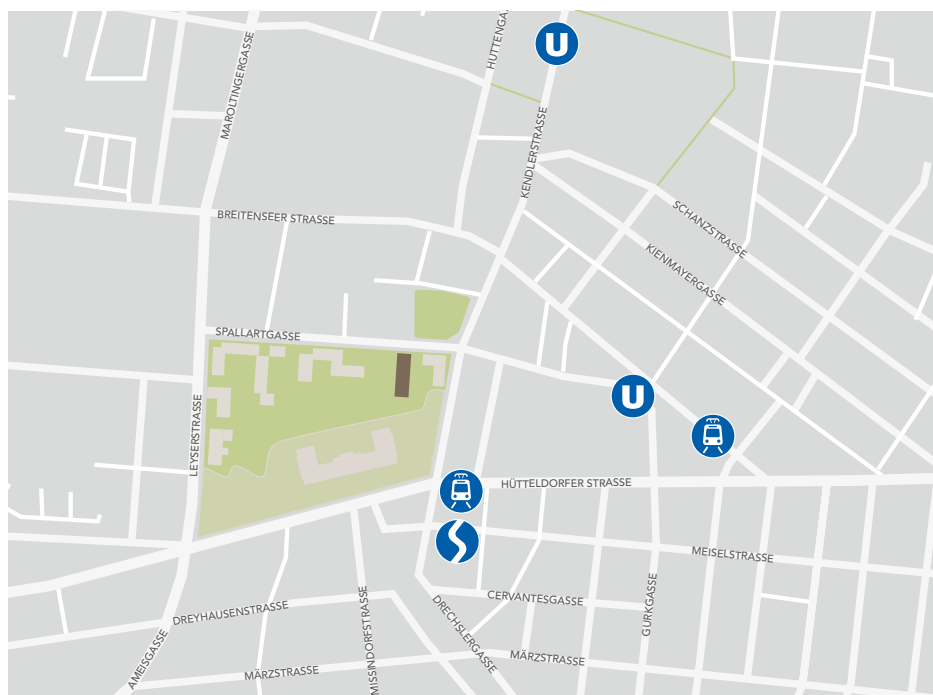 HÜTTENGA
U
MAROLTINGERGASSE
KENDLERSTRASSE
BREITENSEER STRASSE
SCHANZSTRASSE
KIENMAYERGASSE
SPALLARTGASSE
U
LEYSERSTRASSE
HÜTTELDORFER STRASSE
MEISELSTRASSE
CERVANTESGASSE
DREYHAUSENSTRASSE
MISSINDORFSTRASSE
DRECHSLERGASSE
GURKGASSE
AMEISGASSE
MÄRZSTRASSE
MÄRZSTRASSE